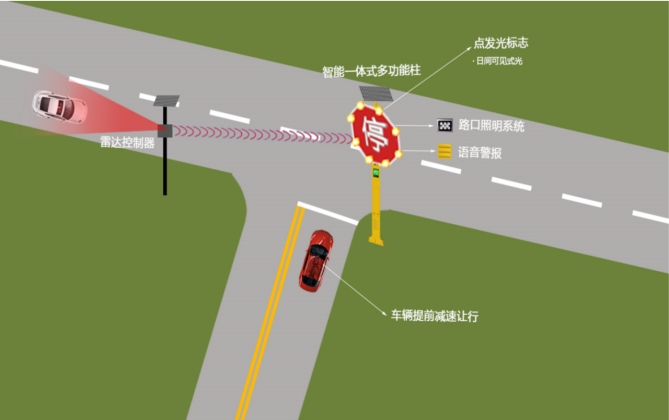 点发光标志
·日间可见式光
智能一体式多功能柱
停
路口照明系统
语音警报
雷达控制器
车辆提前减速让行